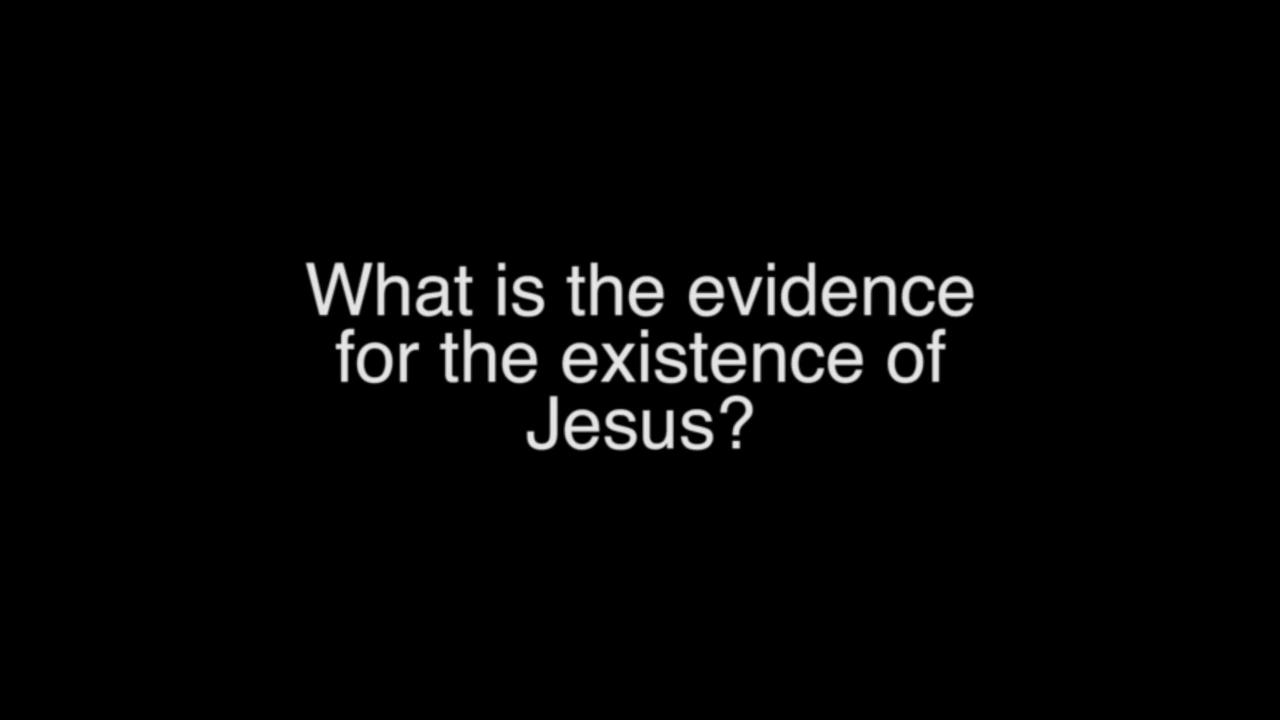 What is the evidence
for the existence of
Jesus?